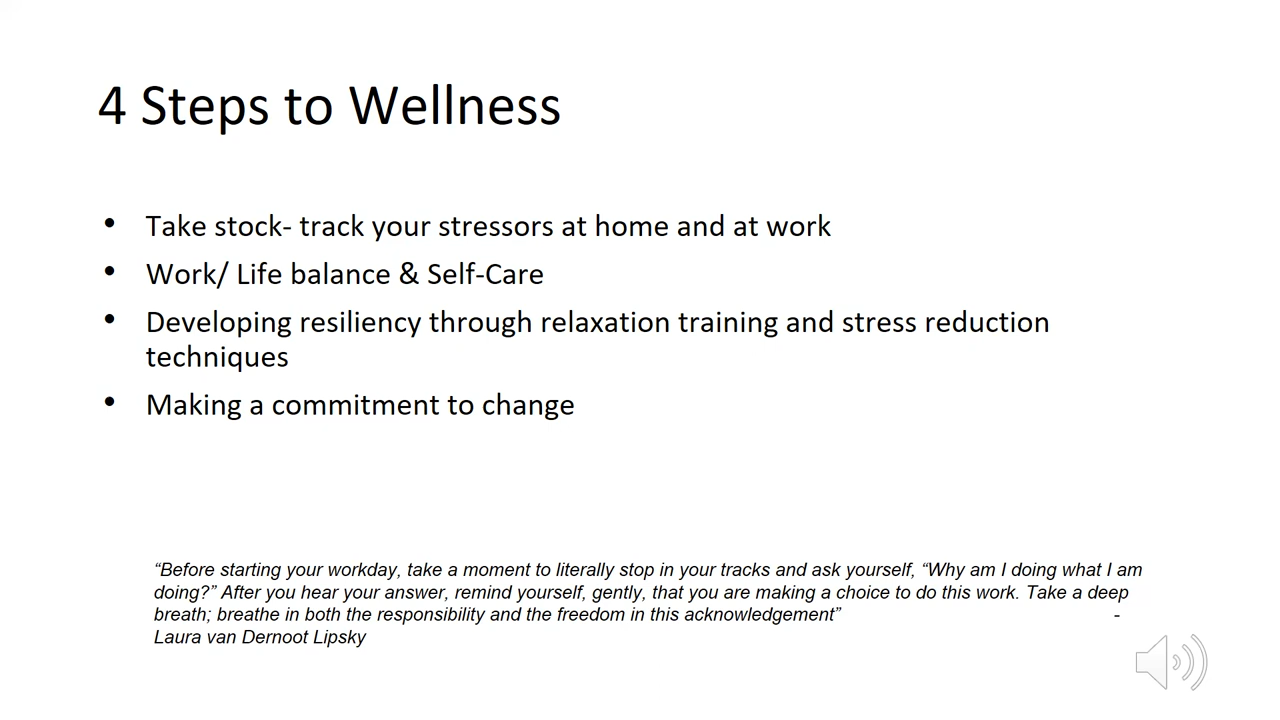 4 Steps to Wellness
• Take stock- track your stressors at home and at work
• Work/ Life balance & Self-Care
• Developing resiliency through relaxation training and stress reduction
techniques
• Making a commitment to change
“Before starting your workday, take a moment to literally stop in your tracks and ask yourself, “Why am I doing what I am
doing?” After you hear your answer, remind yourself, gently, that you are making a choice to do this work. Take a deep
breath; breathe in both the responsibility and the freedom in this acknowledgement” -
Laura van Dernoot Lipsky